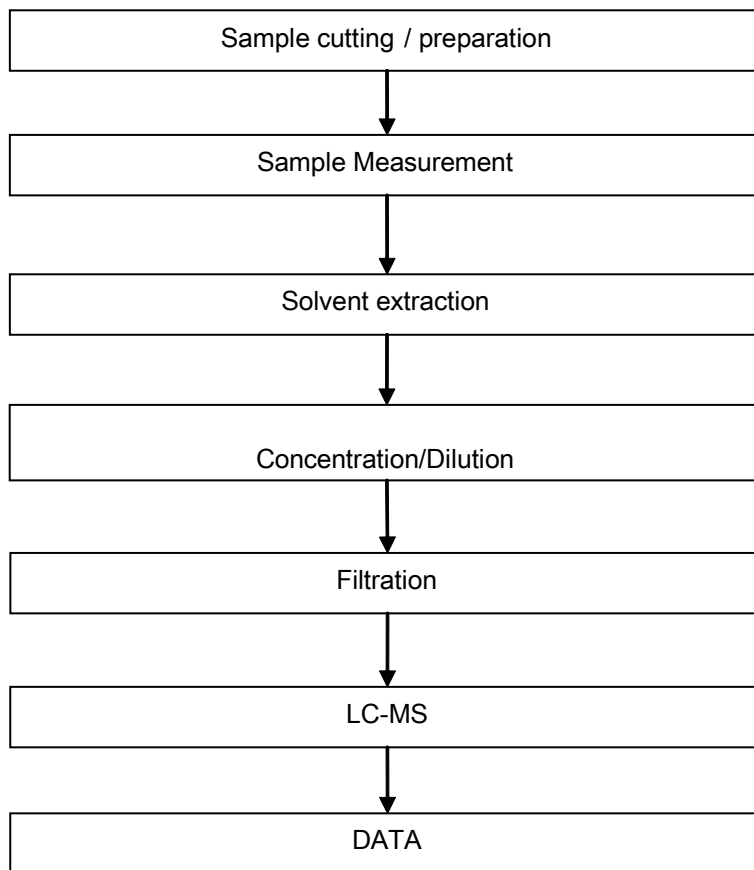 Sample cutting / preparation
Sample Measurement
Solvent extraction
Concentration/Dilution
Filtration
LC-MS
DATA